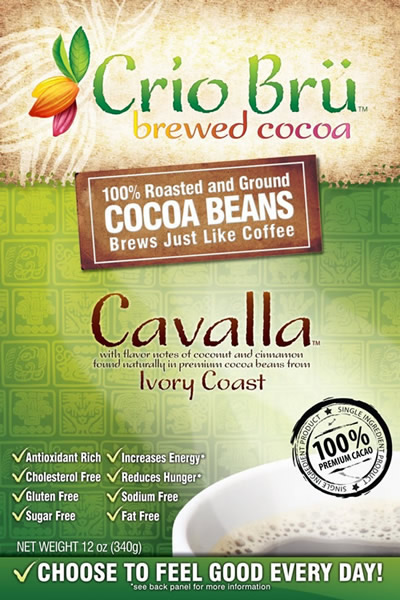 Crio Brü™
brewed cocoa
100% Roasted and Ground
COCOA BEANS
Brews Just Like Coffee
Cavalla™
with flavor notes of coconut and cinnamon
found naturally in premium cocoa beans from
Ivory Coast
✓Antioxidant Rich ✓Increases Energy*
✓Cholesterol Free ✓Reduces Hunger*
✓Gluten Free ✓Sodium Free
✓Sugar Free ✓Fat Free
SINGLE INGREDIENT PRODUCT ★ SINGLE INGREDIENT PRODUCT ★
100%
PREMIUM CACAO
NET WEIGHT 12 oz (340g)
✓CHOOSE TO FEEL GOOD EVERY DAY!
*see back panel for more information